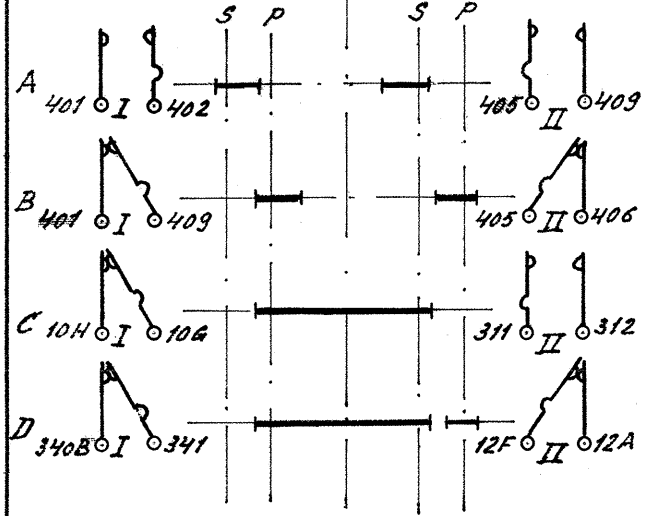 S P S P
A 401 I 402 405 II 409
B 401 I 409 405 II 406
C 10H I 10G 311 II 312
D 340B I 341 12F II 12A